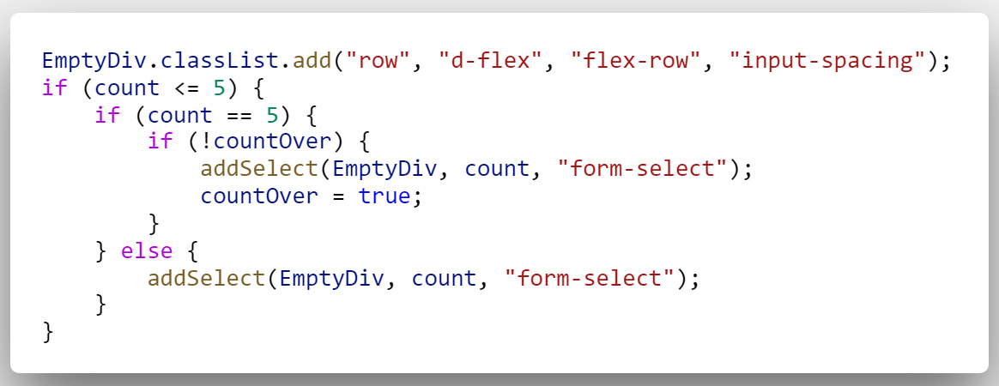 EmptyDiv.classList.add("row", "d-flex", "flex-row", "input-spacing");
if (count <= 5) {
    if (count == 5) {
        if (!countOver) {
            addSelect(EmptyDiv, count, "form-select");
            countOver = true;
        }
    } else {
        addSelect(EmptyDiv, count, "form-select");
    }
}